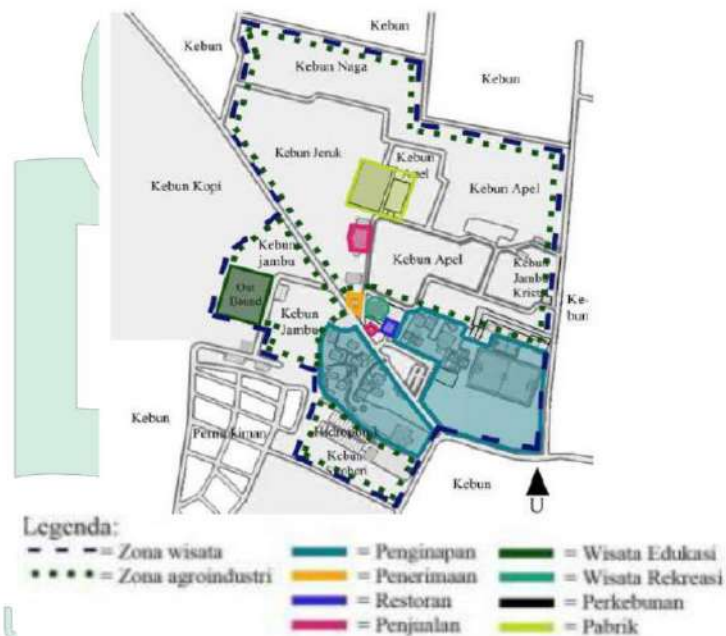 Kebun
Kebun
Kebun Naga
Kebun
Kebun Jeruk
Kebun
Apel
Kebun Apel
Kebun Kopi
Kebun
jambu
Kebun Apel
Kebun
Jambu
Kebun
Out
Bound
Ke-
bun
Kebun
Jambu
Kebun
Permukiman
Kebun
Kebun
U
Legenda:
= Zona wisata
= Zona agroindustri
= Penginapan
= Penerimaan
= Restoran
= Penjualan
= Wisata Edukasi
= Wisata Rekreasi
= Perkebunan
= Pabrik